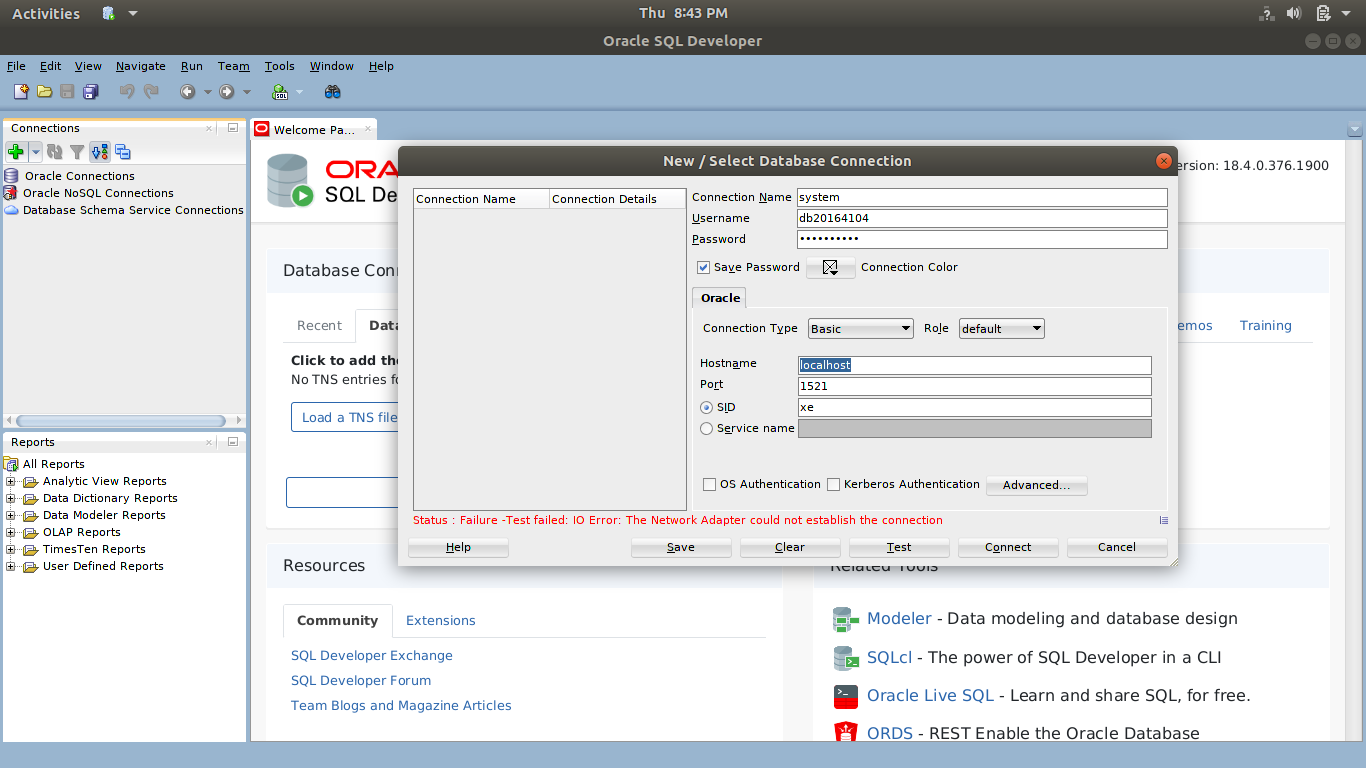 Activities
Thu 8:43 PM
Oracle SQL Developer
File Edit View Navigate Run Team Tools Window Help
SQL
Connections
Oracle Connections
Oracle NoSQL Connections
Database Schema Service Connections
Reports
All Reports
Analytic View Reports
Data Dictionary Reports
Data Modeler Reports
OLAP Reports
TimesTen Reports
User Defined Reports
Welcome Pa...
ORA
SQL De
ersion: 18.4.0.376.1900
Database Con
Recent
Data
emos
Training
Click to add the
No TNS entries fo
Load a TNS file
New / Select Database Connection
Connection Name
Connection Details
Connection Name system
Username db20164104
Password ••••••••••
Save Password
Connection Color
Oracle
Connection Type Basic
Role default
Hostname localhost
Port 1521
SID xe
Service name
OS Authentication
Kerberos Authentication
Advanced...
Status : Failure -Test failed: IO Error: The Network Adapter could not establish the connection
Help
Save
Clear
Test
Connect
Cancel
Resources
Community
Extensions
SQL Developer Exchange
SQL Developer Forum
Team Blogs and Magazine Articles
Related Tools
Modeler - Data modeling and database design
SQLcl - The power of SQL Developer in a CLI
Oracle Live SQL - Learn and share SQL, for free.
ORDS - REST Enable the Oracle Database